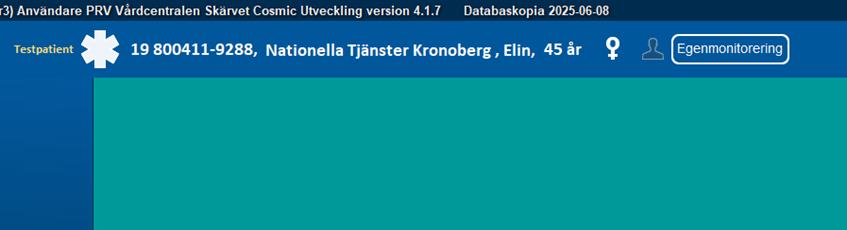 r3) Användare PRV Vårdcentralen Skärvet Cosmic Utveckling version 4.1.7 Databaskopia 2025-06-08
Testpatient 19 800411-9288, Nationella Tjänster Kronoberg , Elin, 45 år Egenmonitorering